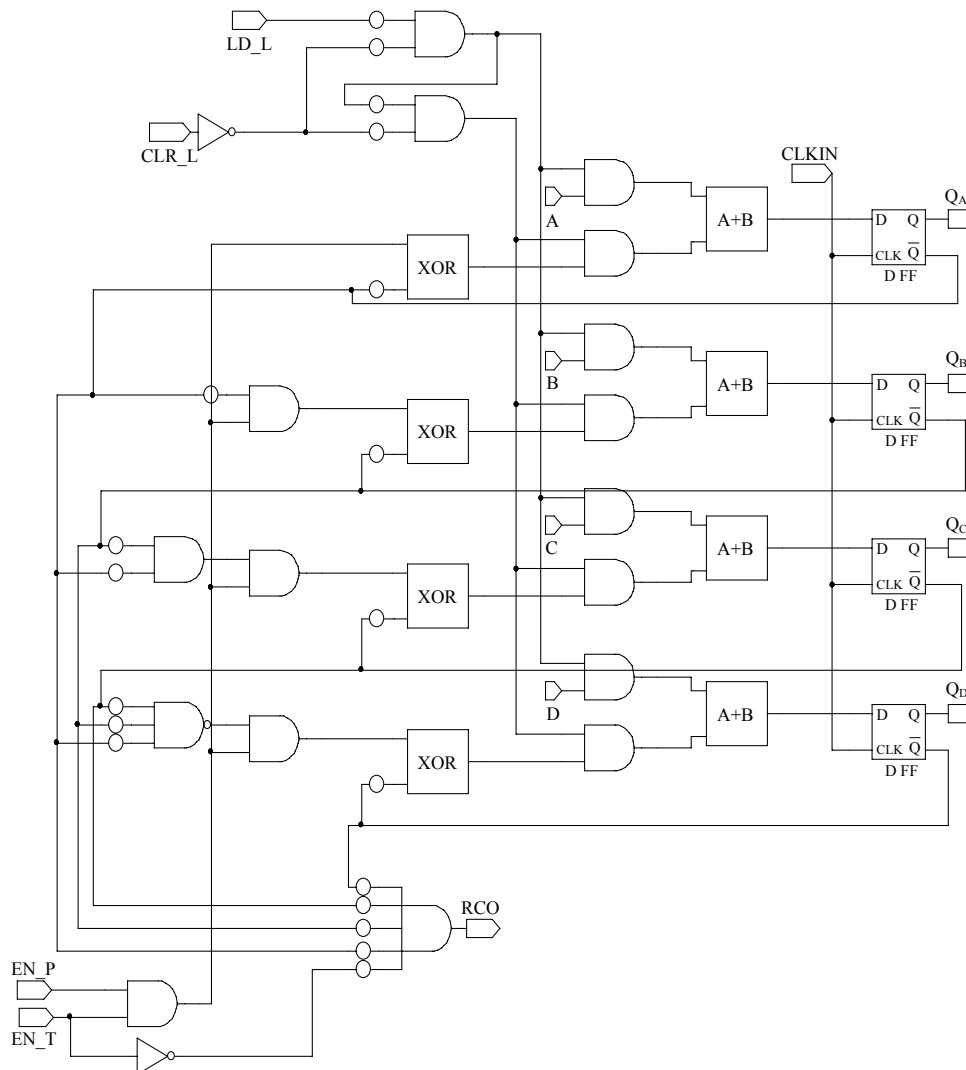 LD_L
CLR_L
CLKIN
A
A+B
D Q
CLK Q̅
D FF
QA
XOR
B
A+B
D Q
CLK Q̅
D FF
QB
XOR
C
A+B
D Q
CLK Q̅
D FF
QC
XOR
D
A+B
D Q
CLK Q̅
D FF
QD
XOR
RCO
EN_P
EN_T